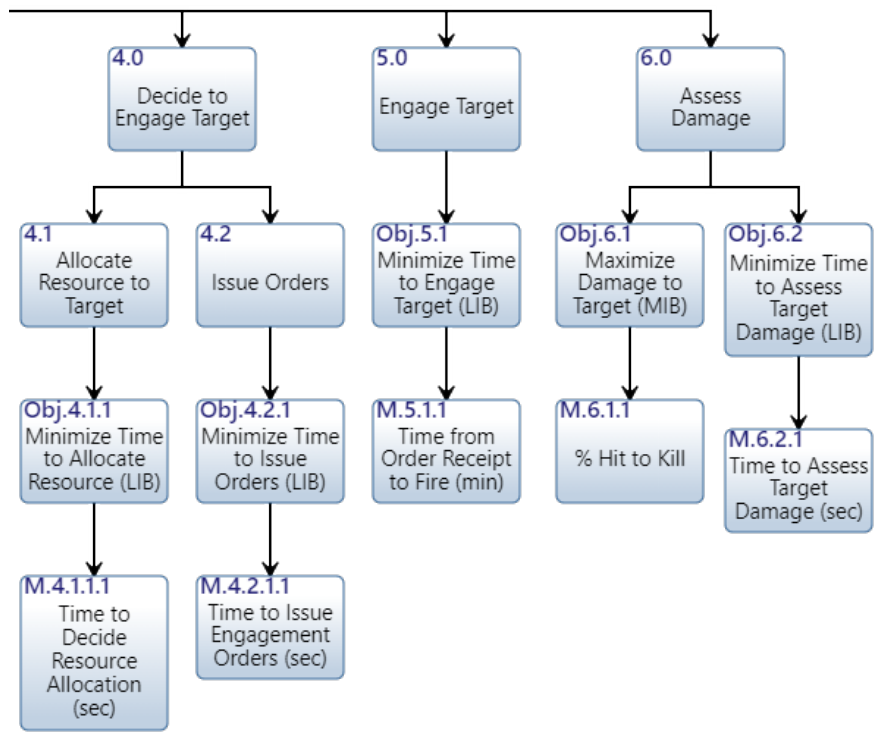 4.0
Decide to
Engage Target
5.0
Engage Target
6.0
Assess
Damage
4.1
Allocate
Resource to
Target
4.2
Issue Orders
Obj.5.1
Minimize Time
to Engage
Target (LIB)
Obj.6.1
Maximize
Damage to
Target (MIB)
Obj.6.2
Minimize Time
to Assess
Target
Damage (LIB)
Obj.4.1.1
Minimize Time
to Allocate
Resource (LIB)
Obj.4.2.1
Minimize Time
to Issue
Orders (LIB)
M.5.1.1
Time from
Order Receipt
to Fire (min)
M.6.1.1
% Hit to Kill
M.6.2.1
Time to Assess
Target
Damage (sec)
M.4.1.1.1
Time to
Decide
Resource
Allocation
(sec)
M.4.2.1.1
Time to Issue
Engagement
Orders (sec)